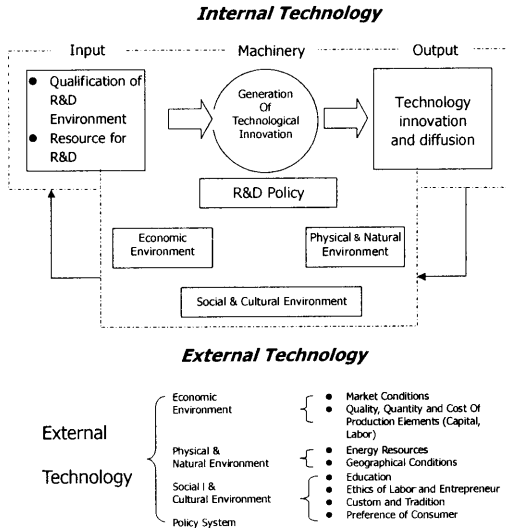 Internal Technology
Input
Machinery
Output
● Qualification of
R&D
Environment
● Resource for
R&D
Generation
Of
Technological
Innovation
Technology
innovation
and diffusion
R&D Policy
Economic
Environment
Physical & Natural
Environment
Social & Cultural Environment
External Technology
External
Technology
Economic
Environment
● Market Conditions
● Quality, Quantity and Cost Of
Production Elements (Capital,
Labor)
Physical &
Natural Environment
● Energy Resources
● Geographical Conditions
Social l &
Cultural Environment
● Education
● Ethics of Labor and Entrepreneur
● Custom and Tradition
● Preference of Consumer
Policy System